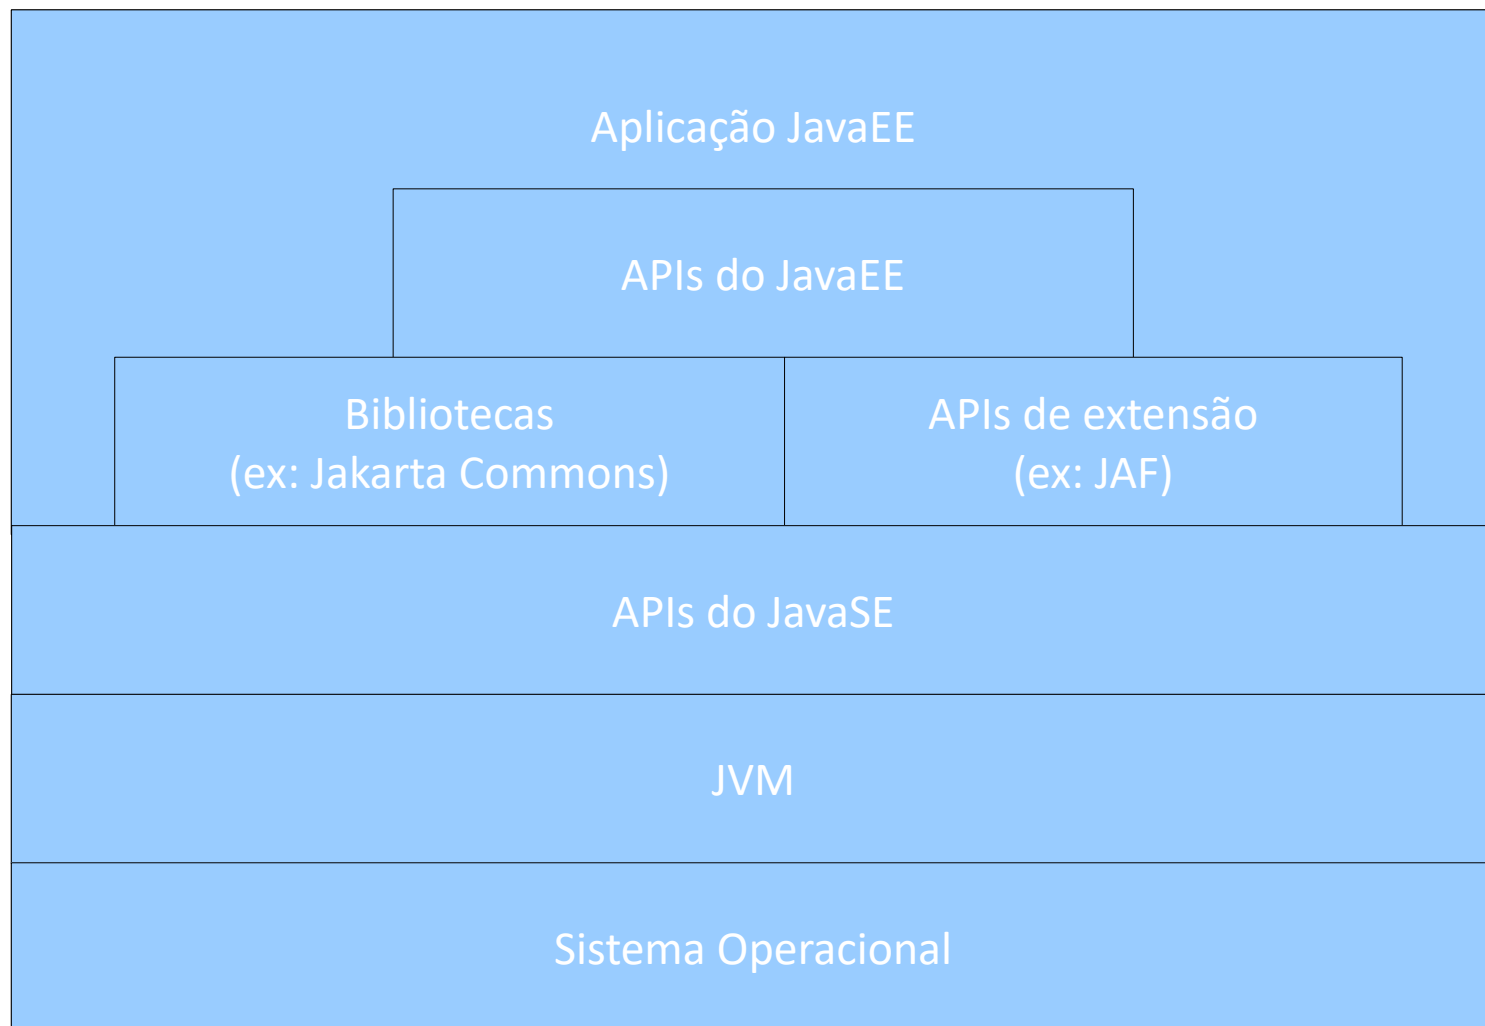 Aplicação JavaEE
APIs do JavaEE
Bibliotecas
(ex: Jakarta Commons)
APIs de extensão
(ex: JAF)
APIs do JavaSE
JVM
Sistema Operacional